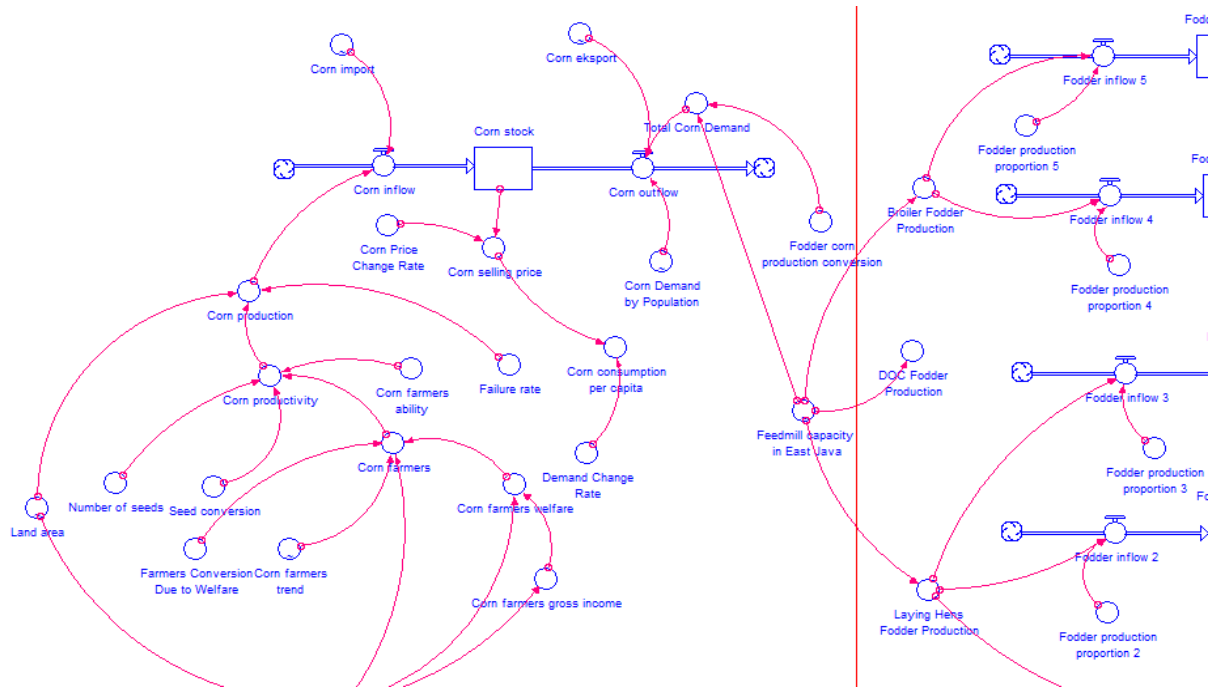 Fodd
Corn import
Corn eksport
Fodder inflow 5
Corn stock
Total Corn Demand
Fodder production
proportion 5
Corn inflow
Corn outflow
Broiler Fodder
Production
Fodder inflow 4
Corn Price
Change Rate
Corn selling price
Fodder corn
production conversion
Corn Demand
by Population
Fodder production
proportion 4
Corn production
Corn consumption
per capita
Corn farmers
ability
Failure rate
DOC Fodder
Production
Fodder inflow 3
Corn productivity
Feedmill capacity
in East Java
Corn farmers
Fodder production
proportion 3
Number of seeds
Seed conversion
Corn farmers welfare
Demand Change
Rate
Land area
Fo
Fodder inflow 2
Farmers Conversion
Due to Welfare
Corn farmers
trend
Corn farmers gross income
Laying Hens
Fodder Production
Fodder production
proportion 2